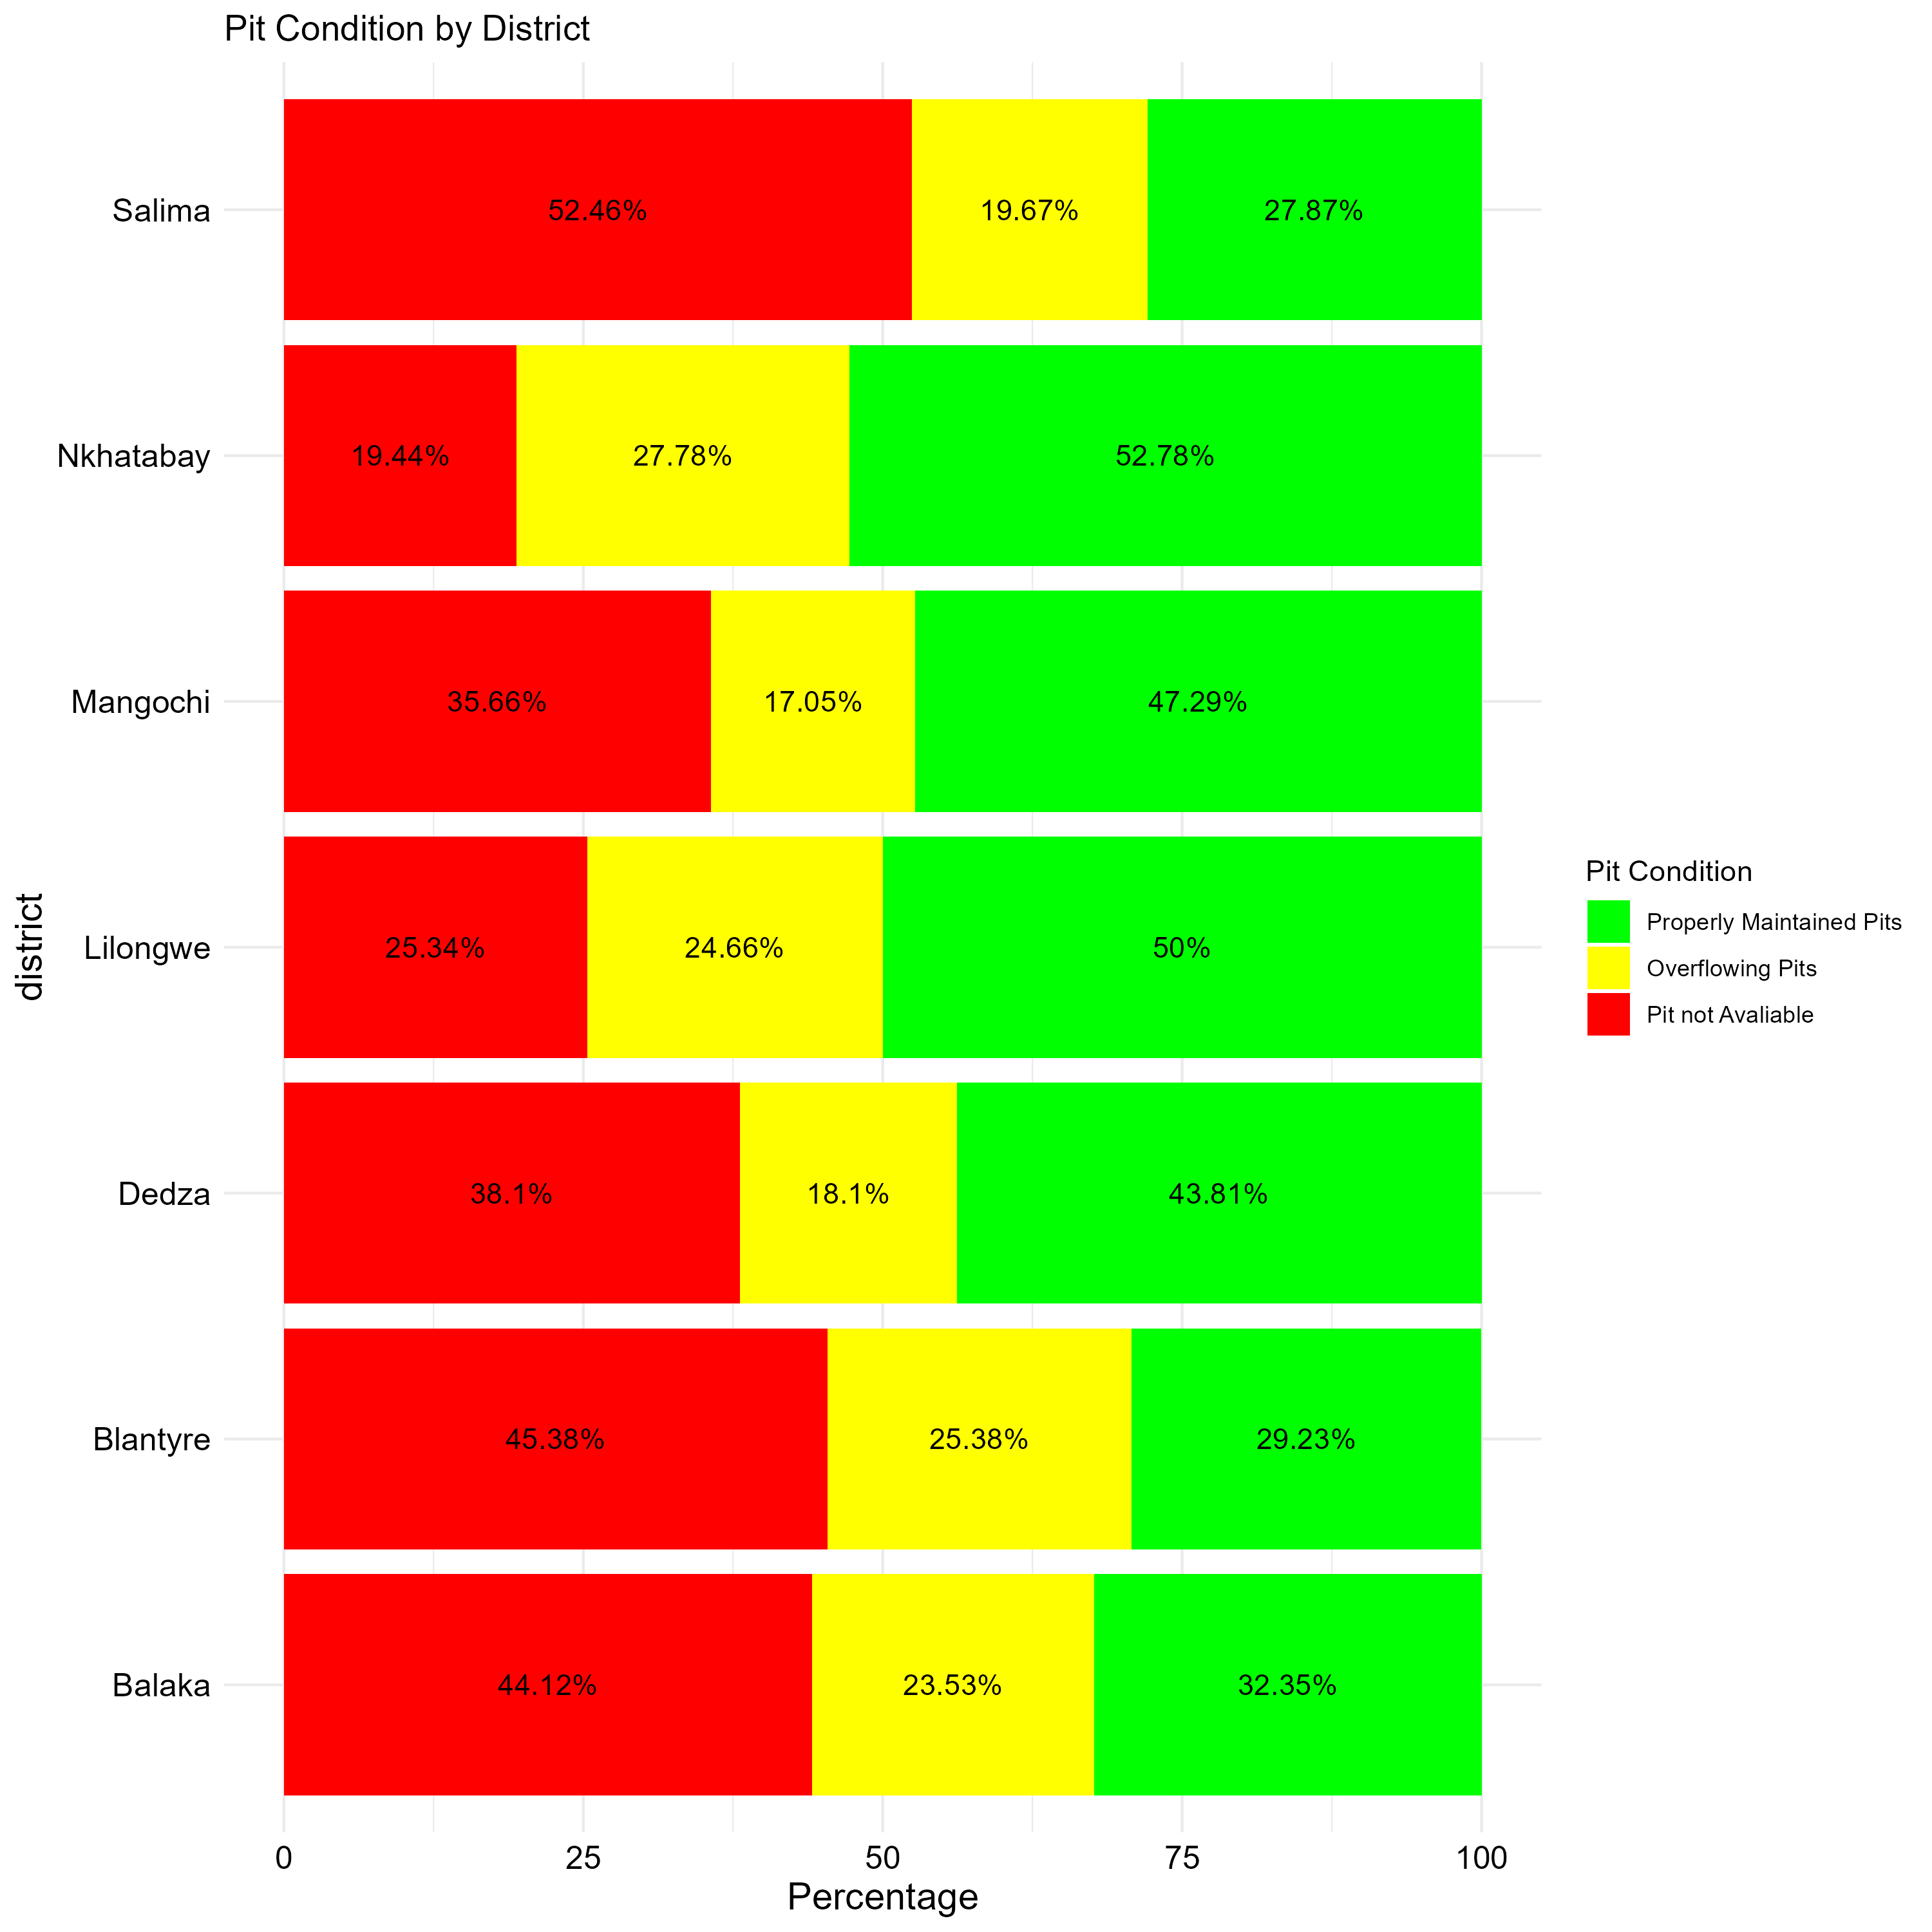 Pit Condition by District
Salima
52.46%
19.67%
27.87%
Nkhatabay
19.44%
27.78%
52.78%
Mangochi
35.66%
17.05%
47.29%
Lilongwe
25.34%
24.66%
50%
Dedza
38.1%
18.1%
43.81%
Blantyre
45.38%
25.38%
29.23%
Balaka
44.12%
23.53%
32.35%
0
25
50
75
100
Percentage
district
Pit Condition
Properly Maintained Pits
Overflowing Pits
Pit not Avaliable